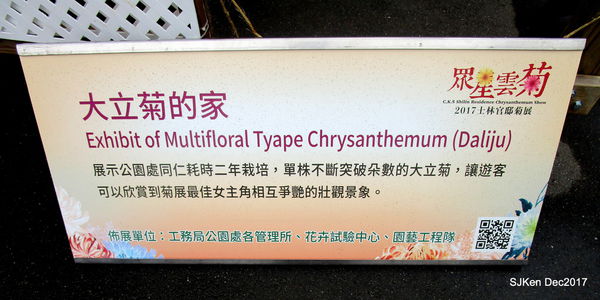 眾星雲菊
C.K.S Shilin Residence Chrysanthemum Show
2017士林官邸菊展
大立菊的家
Exhibit of Multifloral Tyape Chrysanthemum (Daliju)
展示公園處同仁耗時二年栽培，單株不斷突破朵數的大立菊，讓遊客
可以欣賞到菊展最佳女主角相互爭艷的壯觀景象。
佈展單位：工務局公園處各管理所、花卉試驗中心、園藝工程隊
SJKen Dec2017